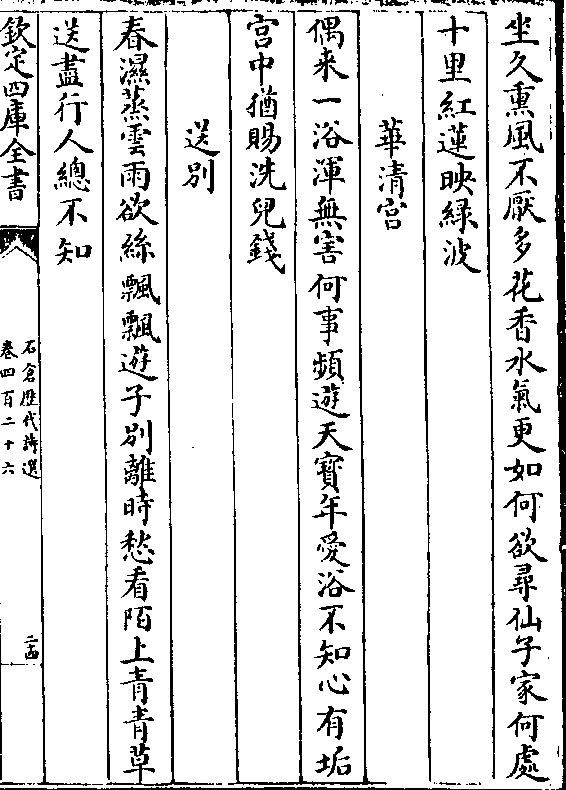 坐久熏風不厭多花香水氣更如何欲尋仙子家何處
十里紅蓮映緑波
華清宫
偶来一浴渾無害何事頻遊天寳年愛浴不知心有垢
宫中猶賜洗兒錢
送别
春濕蒸雲雨欲絲飄飄遊子别離時愁看陌上青青草
送盡行人總不知
欽定四庫全書
石倉歴代詩選
卷四百二十六
二十四